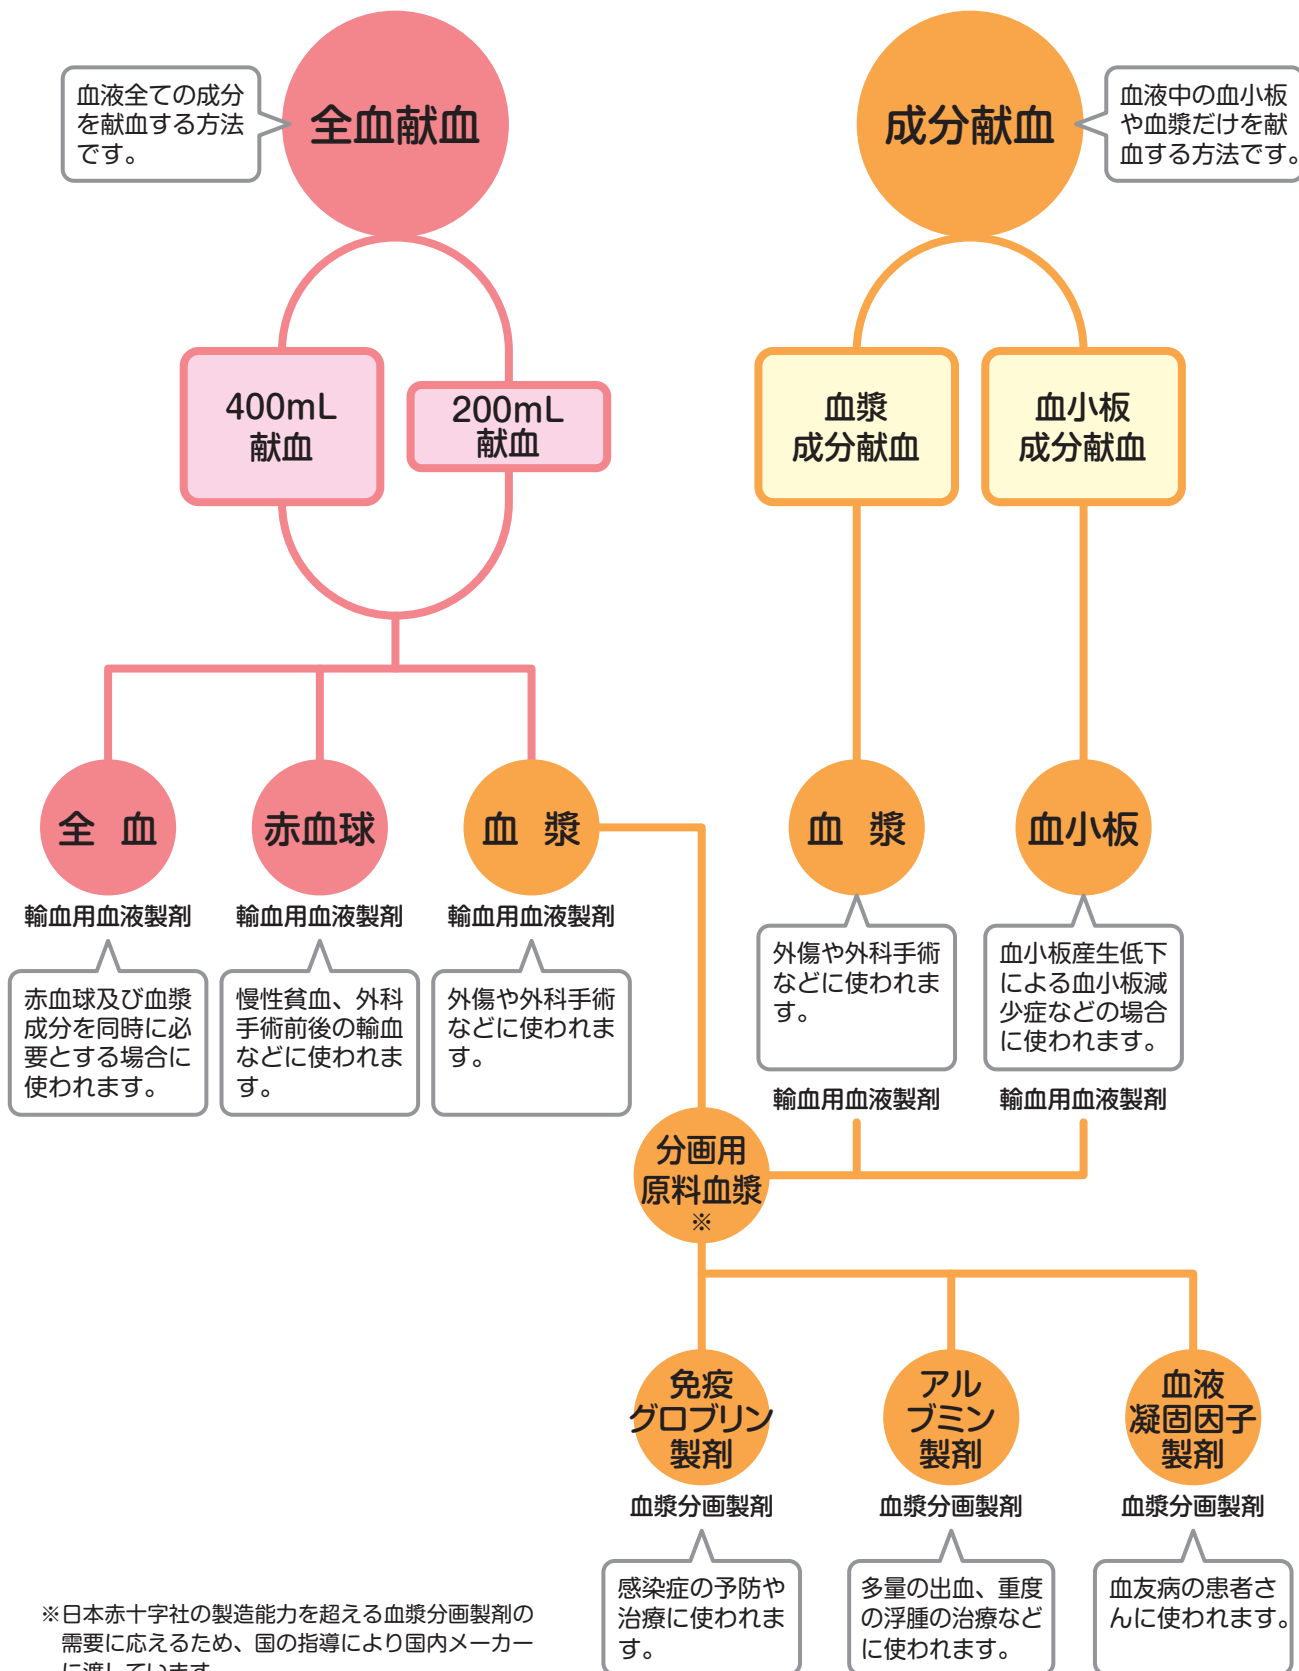 血液全ての成分
を献血する方法
です。
全血献血
成分献血
血液中の血小板
や血漿だけを献
血する方法です。
400mL
献血
200mL
献血
血漿
成分献血
血小板
成分献血
全 血
赤血球
血 漿
血 漿
血小板
輸血用血液製剤
輸血用血液製剤
輸血用血液製剤
赤血球及び血漿
成分を同時に必
要とする場合に
使われます。
慢性貧血、外科
手術前後の輸血
などに使われま
す。
外傷や外科手術
などに使われま
す。
外傷や外科手術
などに使われま
す。
血小板産生低下
による血小板減
少症などの場合
に使われます。
輸血用血液製剤
輸血用血液製剤
分画用
原料血漿
※
免疫
グロブリン
製剤
アル
ブミン
製剤
血液
凝固因子
製剤
血漿分画製剤
血漿分画製剤
血漿分画製剤
感染症の予防や
治療に使われま
す。
多量の出血、重度
の浮腫の治療など
に使われます。
血友病の患者さ
んに使われます。
※日本赤十字社の製造能力を超える血漿分画製剤の
需要に応えるため、国の指導により国内メーカー
に渡しています